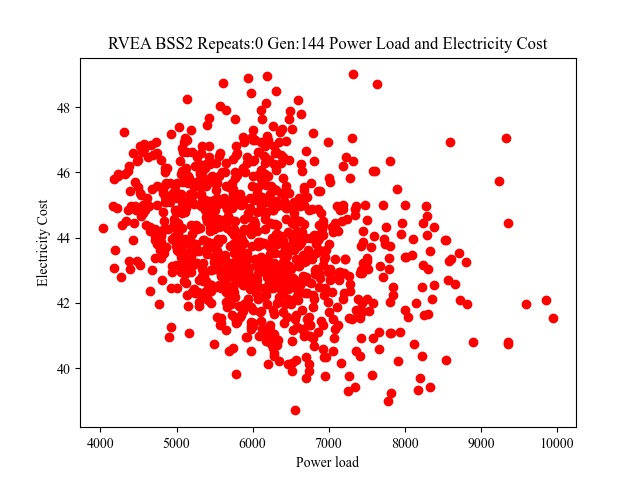 RVEA BSS2 Repeats:0 Gen:144 Power Load and Electricity Cost
48
46
44
42
40
Electricity Cost
4000 5000 6000 7000 8000 9000 10000
Power load